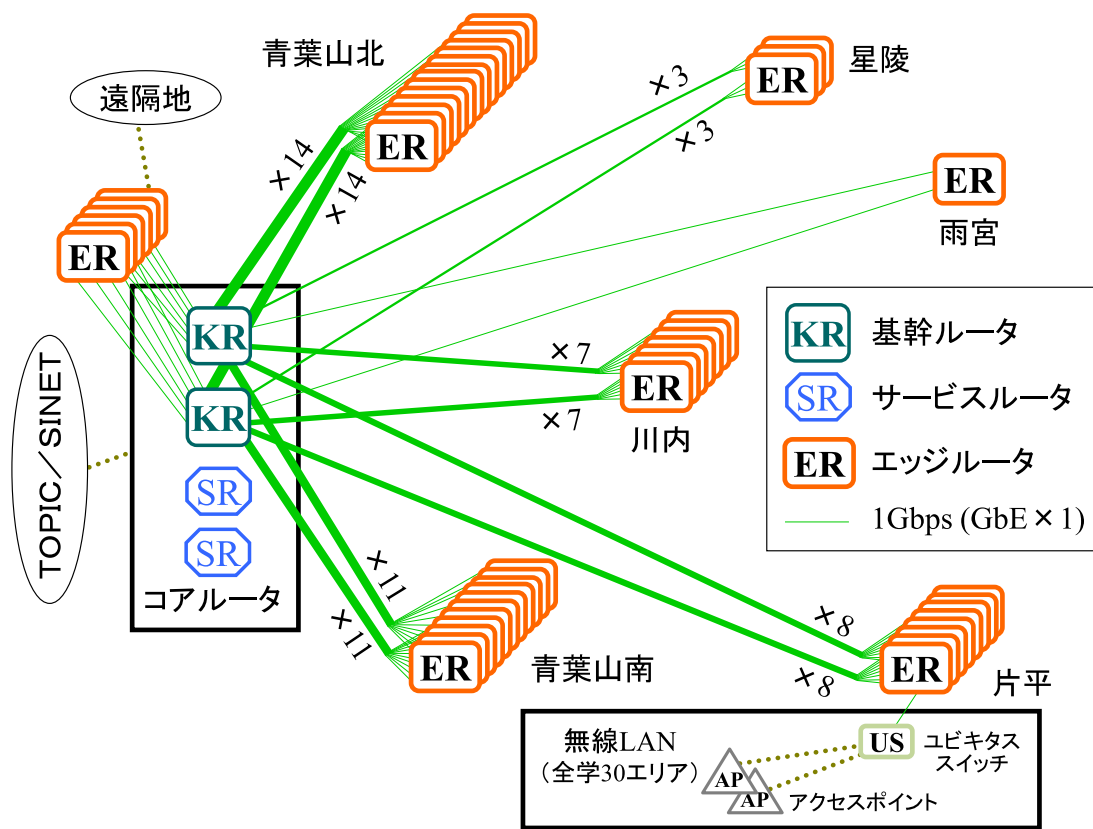 青葉山北
星陵
遠隔地
×3
ER
×3
ER
×14
×14
ER
雨宮
ER
KR
KR
TOPIC/SINET
SR
SR
コアルータ
×7
ER
×7
川内
KR 基幹ルータ
SR サービスルータ
ER エッジルータ
1Gbps (GbE×1)
×11
×11
ER
青葉山南
×8
×8
ER
片平
無線LAN
(全学30エリア)
US
ユビキタス
スイッチ
AP
AP
アクセスポイント